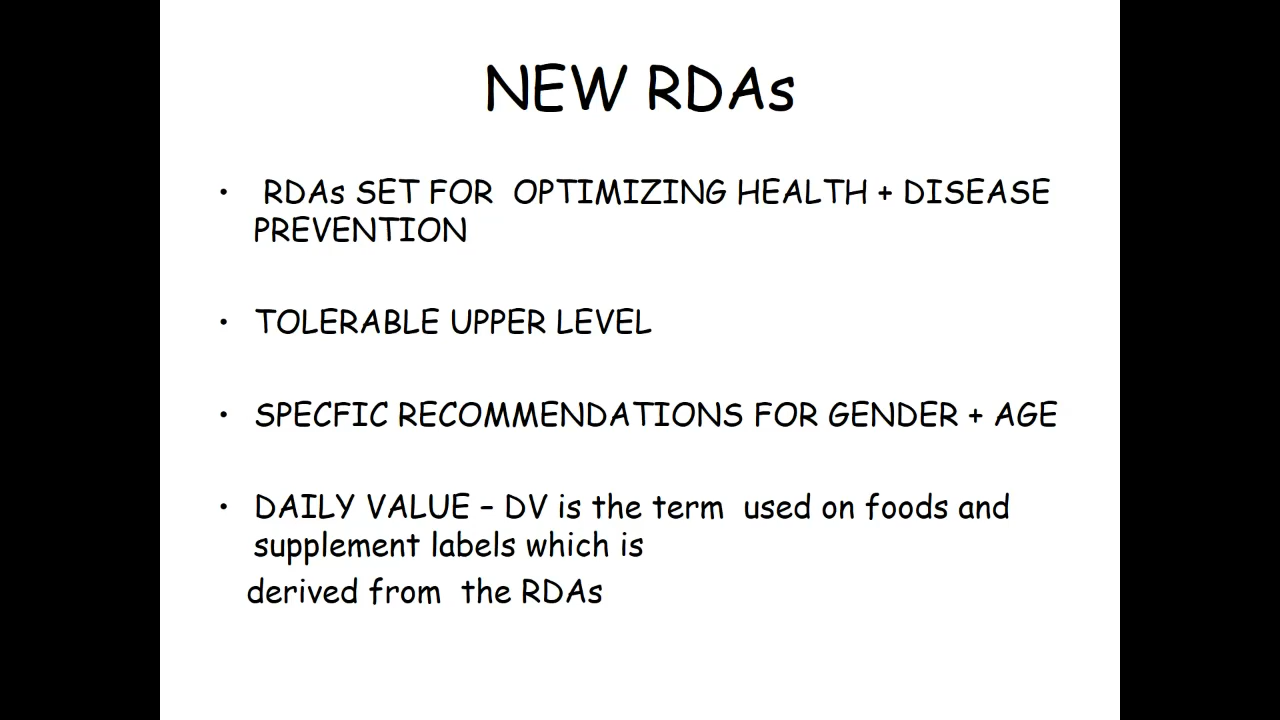 NEW RDAs
• RDAs SET FOR OPTIMIZING HEALTH + DISEASE
PREVENTION
• TOLERABLE UPPER LEVEL
• SPECFIC RECOMMENDATIONS FOR GENDER + AGE
• DAILY VALUE – DV is the term used on foods and
supplement labels which is
derived from the RDAs